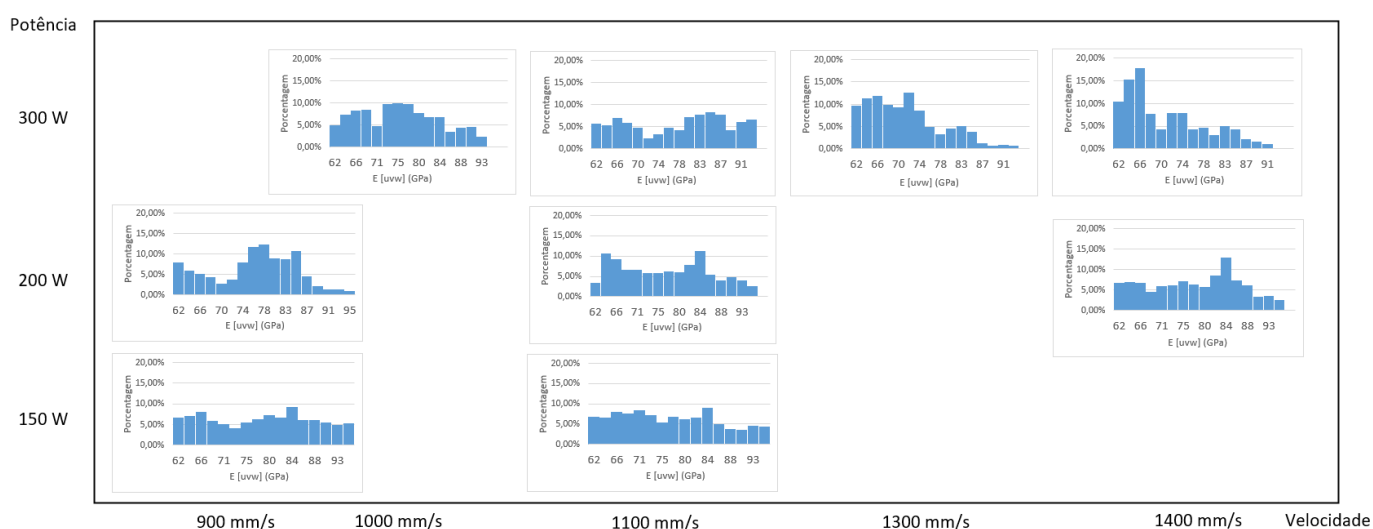 Potência
300 W
20,00%
15,00%
10,00%
5,00%
0,00%
Porcentagem
62 66 71 75 80 84 88 93
E [uvw] (GPa)
20,00%
15,00%
10,00%
5,00%
0,00%
Porcentagem
62 66 70 74 78 83 87 91
E [uvw] (GPa)
20,00%
15,00%
10,00%
5,00%
0,00%
Porcentagem
62 66 70 74 78 83 87 91
E [uvw] (GPa)
20,00%
15,00%
10,00%
5,00%
0,00%
Porcentagem
62 66 70 74 78 83 87 91
E [uvw] (GPa)
200 W
20,00%
15,00%
10,00%
5,00%
0,00%
Porcentagem
62 66 70 74 78 83 87 91 95
E [uvw] (GPa)
20,00%
15,00%
10,00%
5,00%
0,00%
Porcentagem
62 66 71 75 80 84 88 93
E [uvw] (GPa)
20,00%
15,00%
10,00%
5,00%
0,00%
Porcentagem
62 66 71 75 80 84 88 93
E [uvw] (GPa)
150 W
20,00%
15,00%
10,00%
5,00%
0,00%
Porcentagem
62 66 71 75 80 84 88 93
E [uvw] (GPa)
20,00%
15,00%
10,00%
5,00%
0,00%
Porcentagem
62 66 71 75 80 84 88 93
E [uvw] (GPa)
900 mm/s 1000 mm/s 1100 mm/s 1300 mm/s 1400 mm/s Velocidade